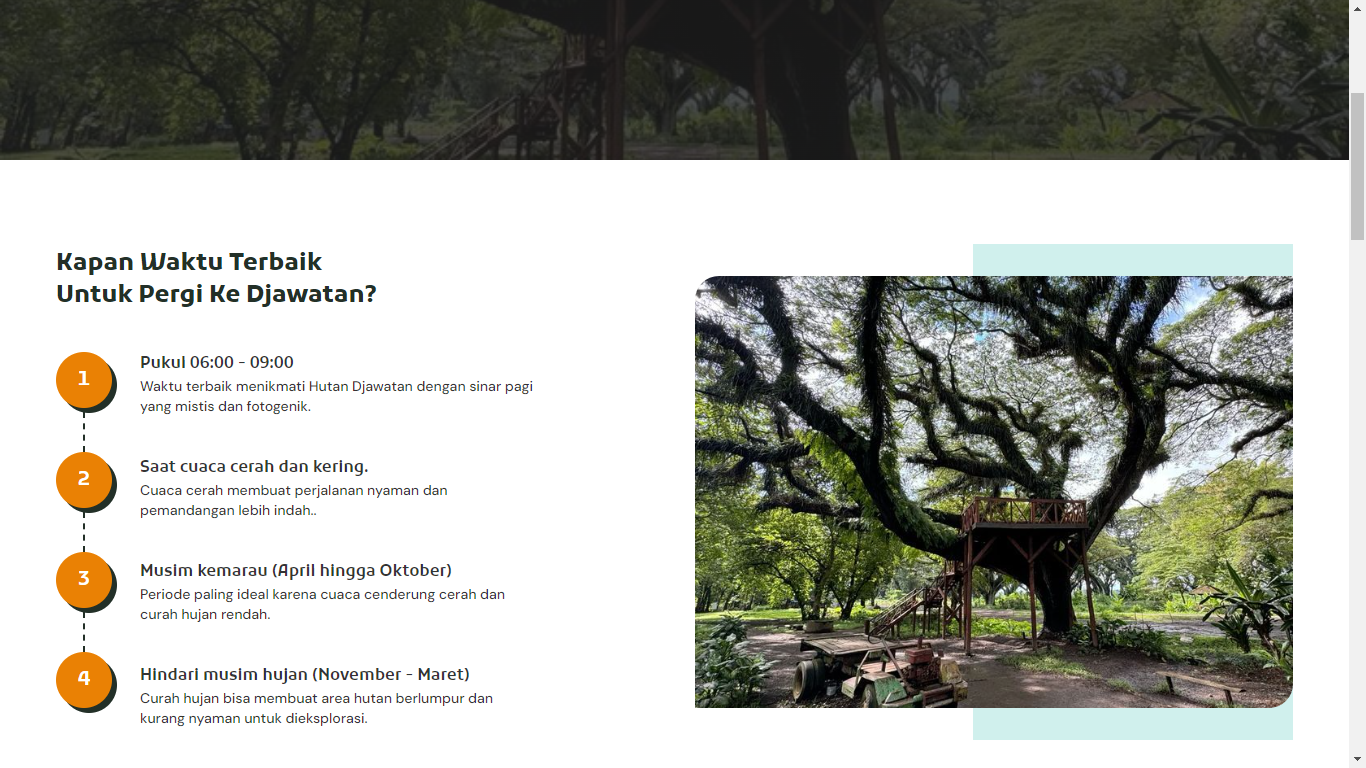 Kapan Waktu Terbaik
Untuk Pergi Ke Djawatan?
1
Pukul 06:00 - 09:00
Waktu terbaik menikmati Hutan Djawatan dengan sinar pagi
yang mistis dan fotogenik.
2
Saat cuaca cerah dan kering.
Cuaca cerah membuat perjalanan nyaman dan
pemandangan lebih indah..
3
Musim kemarau (April hingga Oktober)
Periode paling ideal karena cuaca cenderung cerah dan
curah hujan rendah.
4
Hindari musim hujan (November - Maret)
Curah hujan bisa membuat area hutan berlumpur dan
kurang nyaman untuk dieksplorasi.